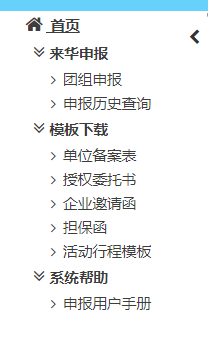 首页
来华申报
团组申报
申报历史查询
模板下载
单位备案表
授权委托书
企业邀请函
担保函
活动行程模板
系统帮助
申报用户手册